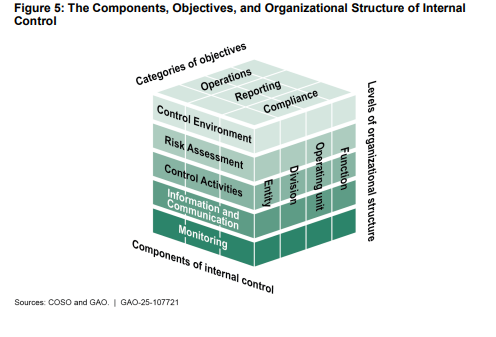 Figure 5: The Components, Objectives, and Organizational Structure of Internal
Control
Categories of objectives
Operations
Reporting
Compliance
Control Environment
Risk Assessment
Control Activities
Information and
Communication
Monitoring
Entity
Division
Operating unit
Function
Levels of organizational structure
Components of internal control
Sources: COSO and GAO. | GAO-25-107721